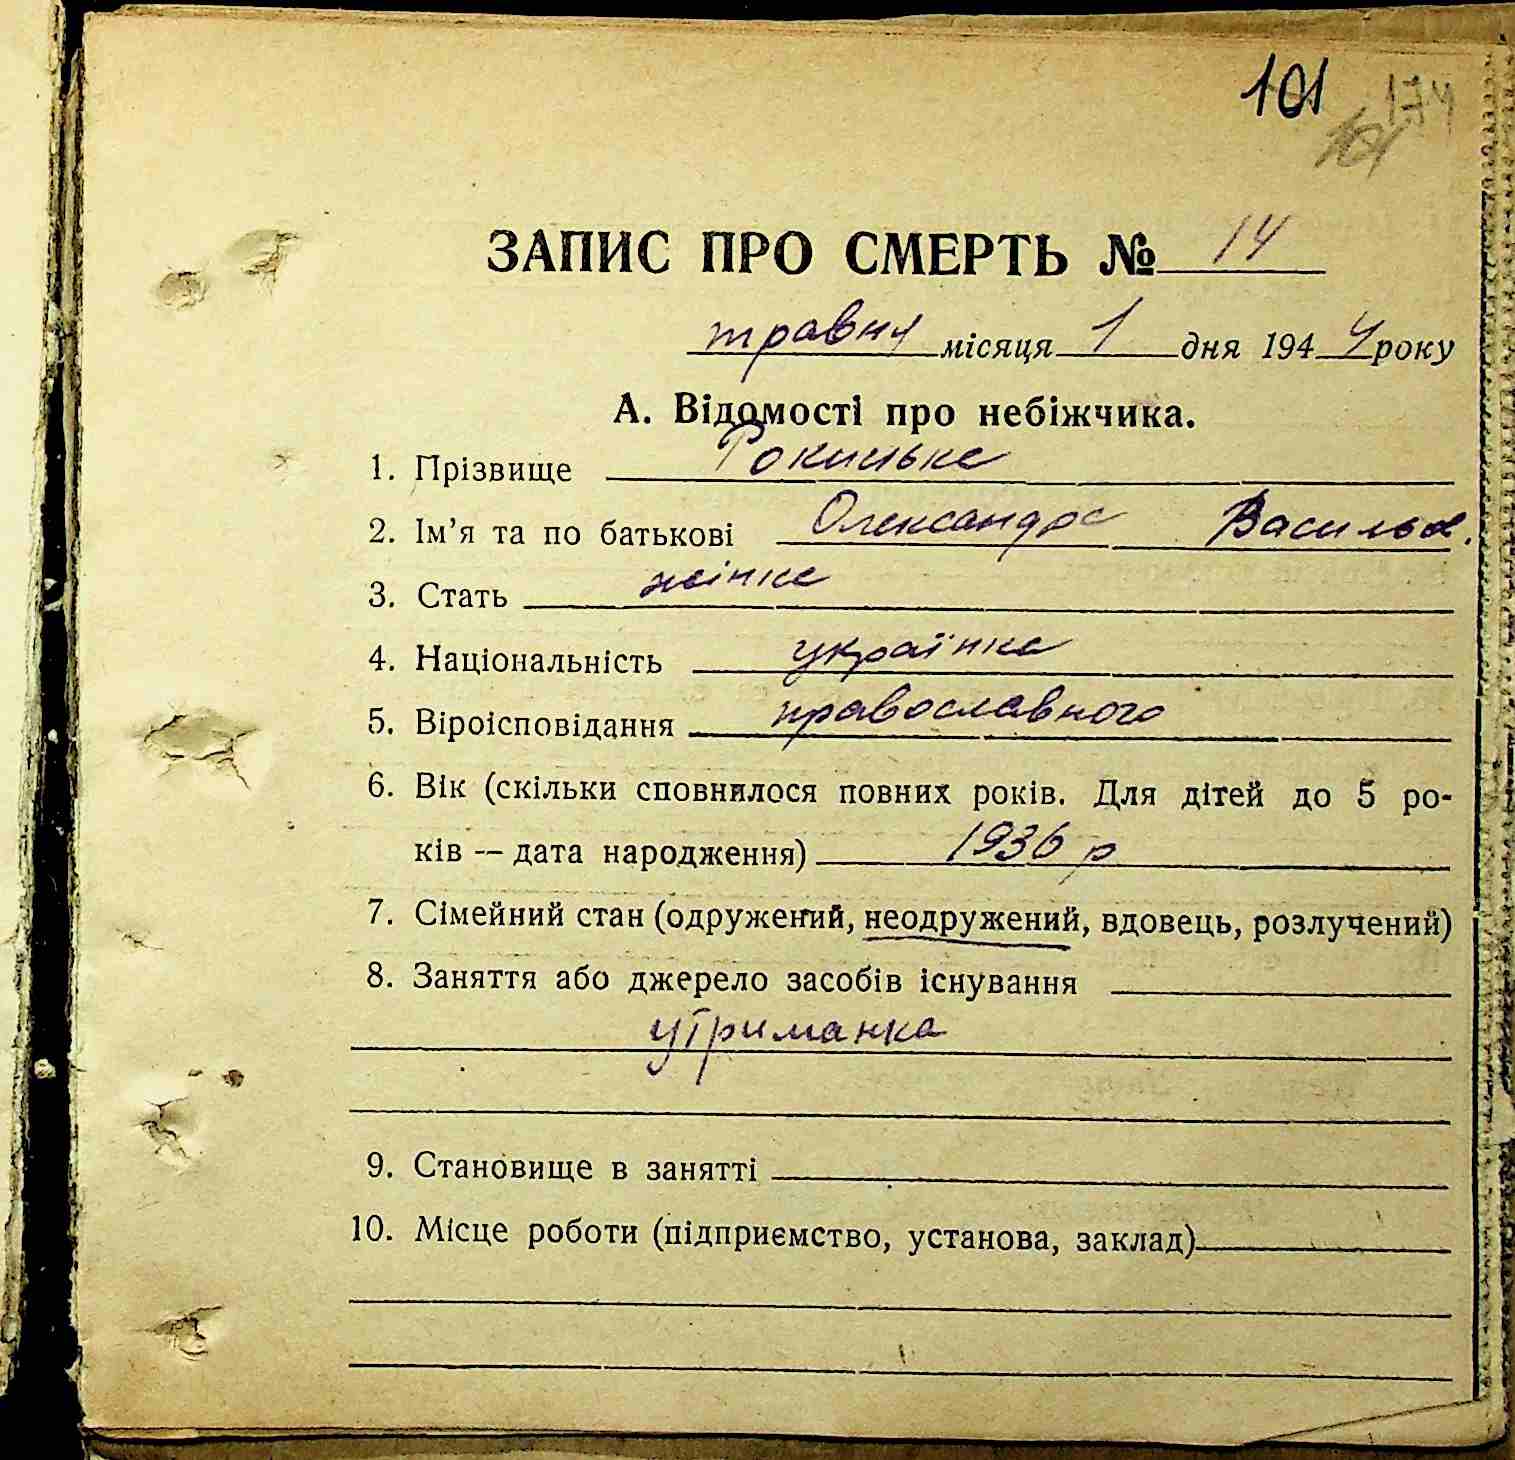 101
174
101
ЗАПИС ПРО СМЕРТЬ № 14
травня місяця 1 дня 1944 року
А. Відомості про небіжчика.
1. Прізвище Рокицька
2. Ім’я та по батькові Олександра Василів.
3. Стать жінка
4. Національність українка
5. Віроісповідання православного
6. Вік (скільки сповнилося повних років. Для дітей до 5 ро-
ків — дата народження) 1936 р
7. Сімейний стан (одружений, неодружений, вдовець, розлучений)
8. Заняття або джерело засобів існування
утриманка
9. Становище в занятті
10. Місце роботи (підприємство, установа, заклад)